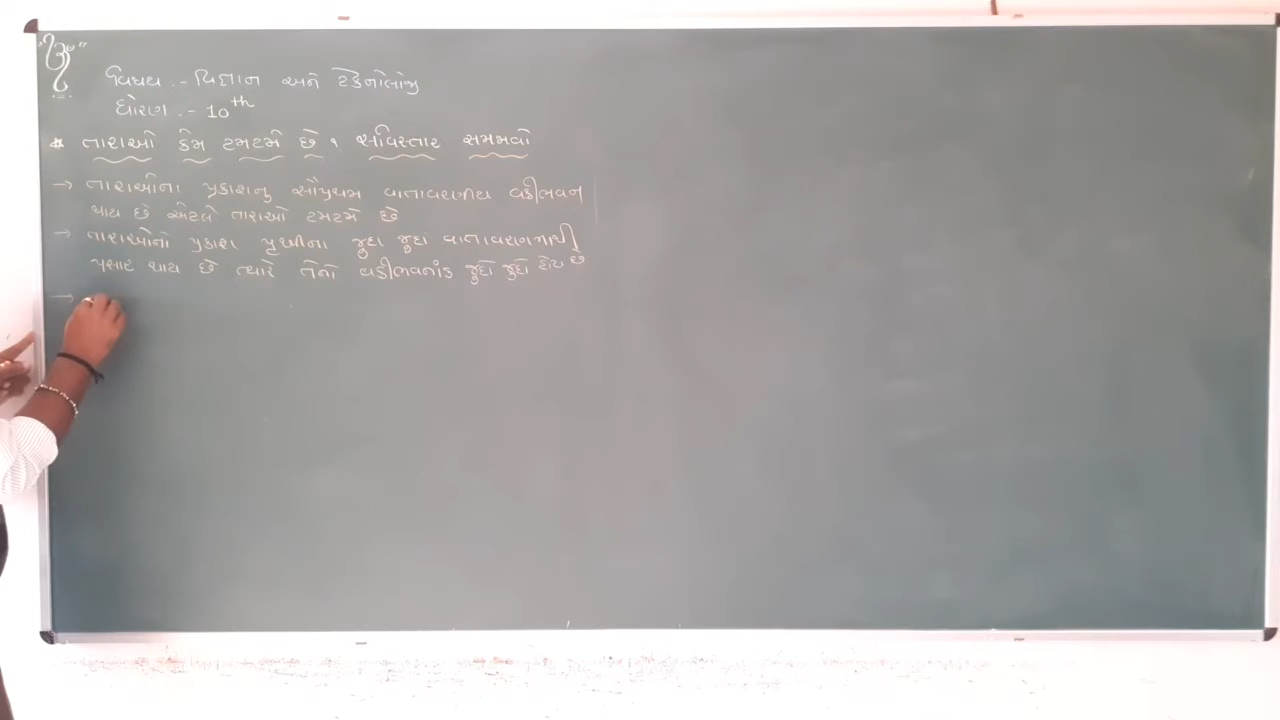 "ૐ"
વિષય :- વિજ્ઞાન અને ટેકનોલોજી
ધોરણ :- 10th
* તારાઓ કેમ ટમટમે છે ? સવિસ્તાર સમજાવો
→ તારાઓના પ્રકાશનુ સૌપ્રથમ વાતાવરણીય વક્રીભવન
થાય છે એટલે તારાઓ ટમટમે છે
→ તારાઓનો પ્રકાશ પૃથ્વીના જુદા જુદા વાતાવરણમાથી
પસાર થાય છે ત્યારે તેનો વક્રીભવનાંક જુદો જુદો હોય છે
→